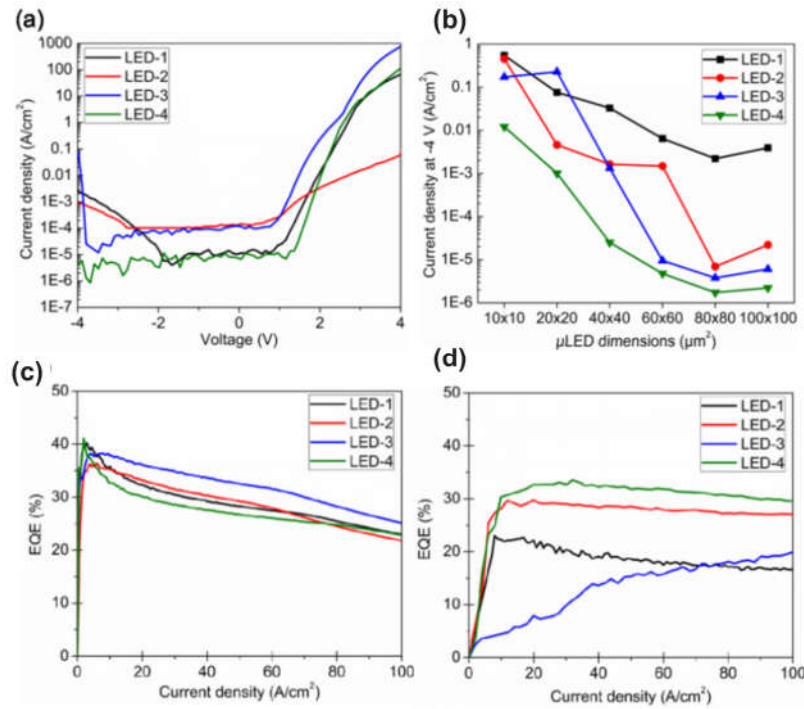 (a)
LED-1
LED-2
LED-3
LED-4
Current density (A/cm²)
1000
100
10
1
0.1
0.01
1E-3
1E-4
1E-5
1E-6
1E-7
-4 -2 0 2 4
Voltage (V)
(b)
LED-1
LED-2
LED-3
LED-4
Current density at -4 V (A/cm²)
1
0.1
0.01
1E-3
1E-4
1E-5
1E-6
10x10 20x20 40x40 60x60 80x80 100x100
µLED dimensions (µm²)
(c)
LED-1
LED-2
LED-3
LED-4
EQE (%)
50
40
30
20
10
0
0 20 40 60 80 100
Current density (A/cm²)
(d)
LED-1
LED-2
LED-3
LED-4
EQE (%)
50
40
30
20
10
0
0 20 40 60 80 100
Current density (A/cm²)